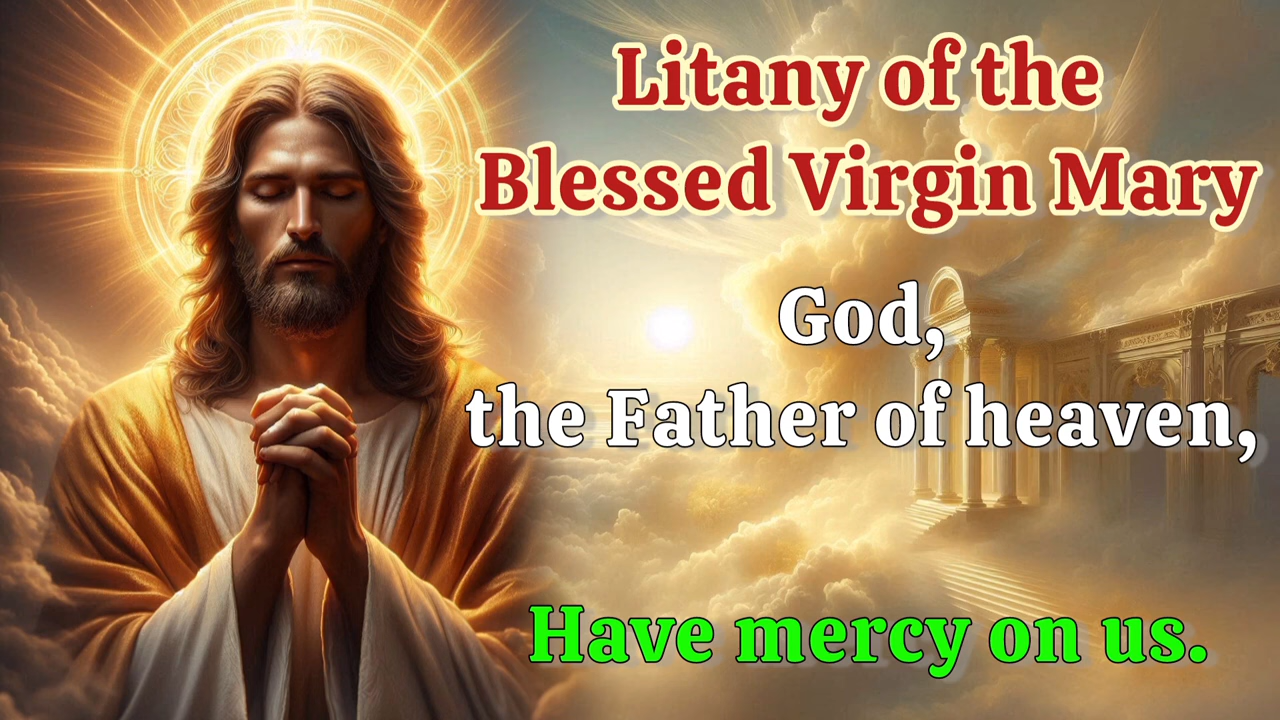 Litany of the
Blessed Virgin Mary
God,
the Father of heaven,
Have mercy on us.